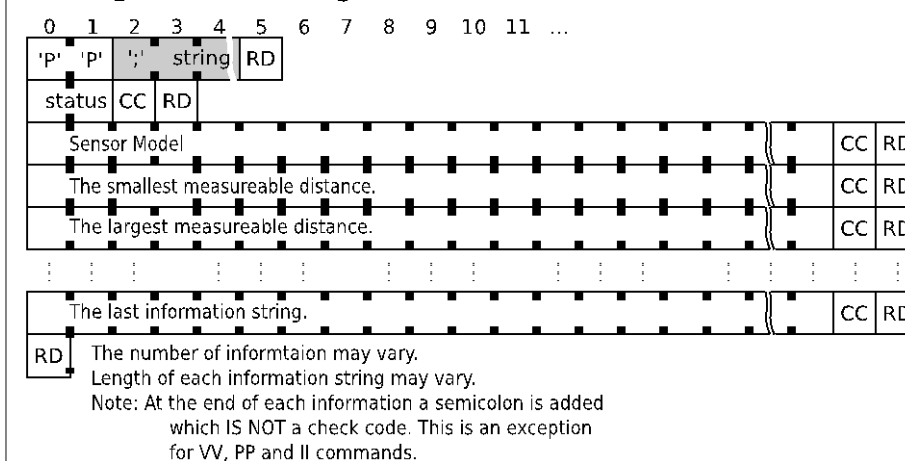 0 1 2 3 4 5 6 7 8 9 10 11 ...
'P' 'P' ';' string RD
status CC RD
Sensor Model CC RD
The smallest measureable distance. CC RD
The largest measureable distance. CC RD
The last information string. CC RD
RD The number of informtaion may vary.
Length of each information string may vary.
Note: At the end of each information a semicolon is added
which IS NOT a check code. This is an exception
for VV, PP and II commands.